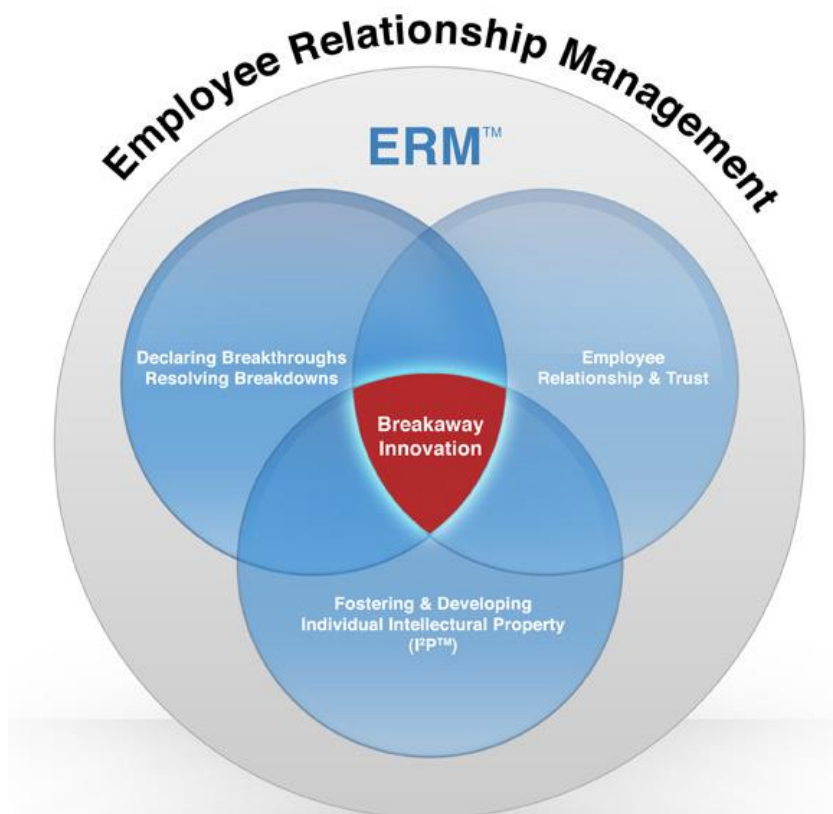 Employee Relationship Management
ERM™
Declaring Breakthroughs
Resolving Breakdowns
Employee
Relationship & Trust
Breakaway
Innovation
Fostering & Developing
Individual Intellectural Property
(I²P™)